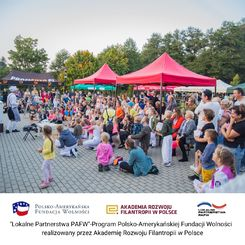 POLSKO-AMERYKAŃSKA
FUNDACJA WOLNOŚCI
AKADEMIA ROZWOJU
FILANTROPII W POLSCE
"Lokalne Partnerstwa PAFW"-Program Polsko-Amerykańskiej Fundacji Wolności
realizowany przez Akademię Rozwoju Filantropii w Polsce